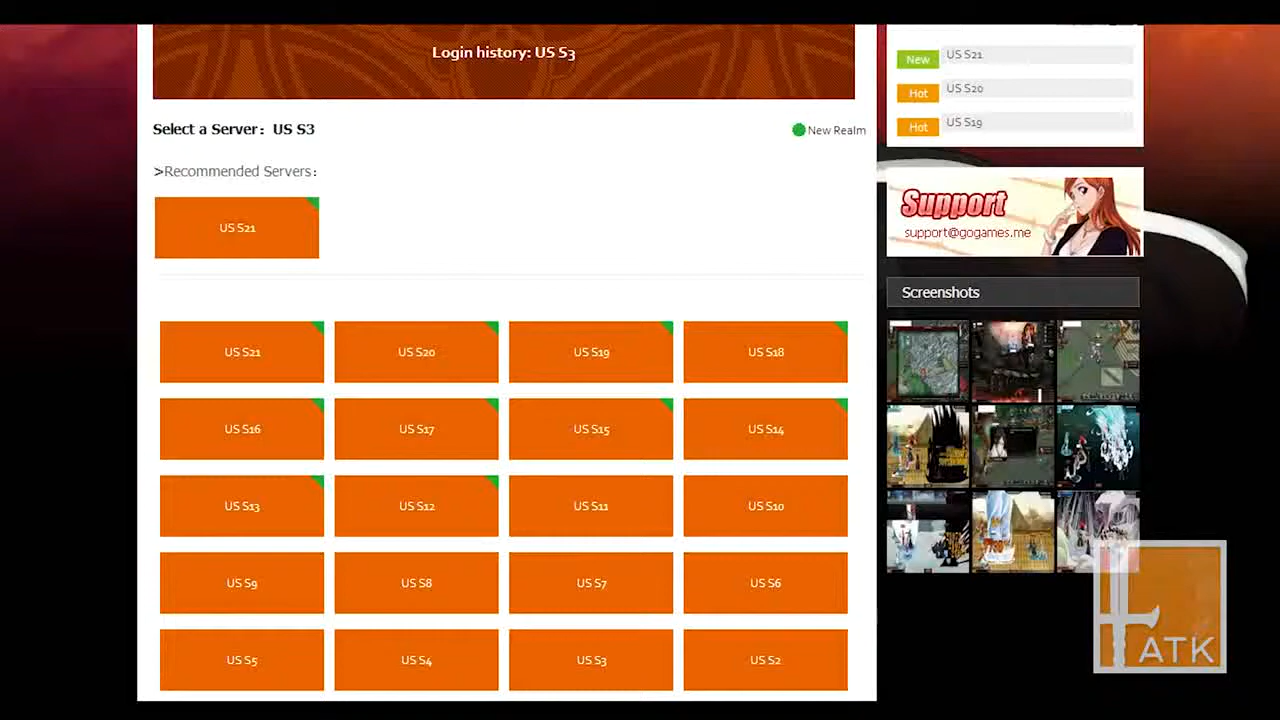 Login history: US S3
Select a Server: US S3
New Realm
>Recommended Servers:
US S21
US S21
US S20
US S19
US S18
US S16
US S17
US S15
US S14
US S13
US S12
US S11
US S10
US S9
US S8
US S7
US S6
US S5
US S4
US S3
US S2
New US S21
Hot US S20
Hot US S19
Support
support@gogames.me
Screenshots
ATK